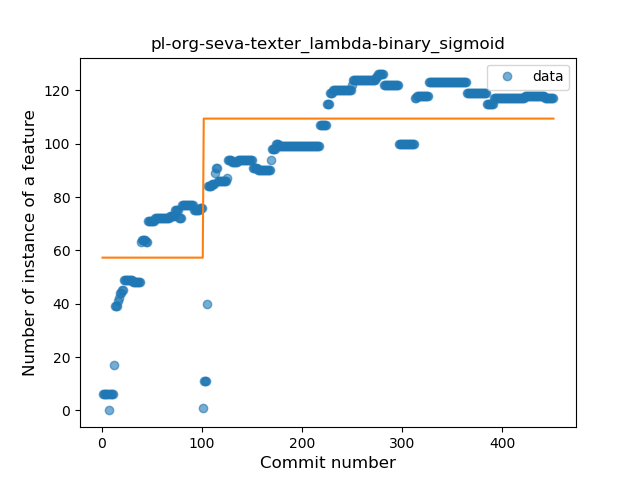 pl-org-seva-texter_lambda-binary_sigmoid
data
Number of instance of a feature
120
100
80
60
40
20
0
0 100 200 300 400
Commit number